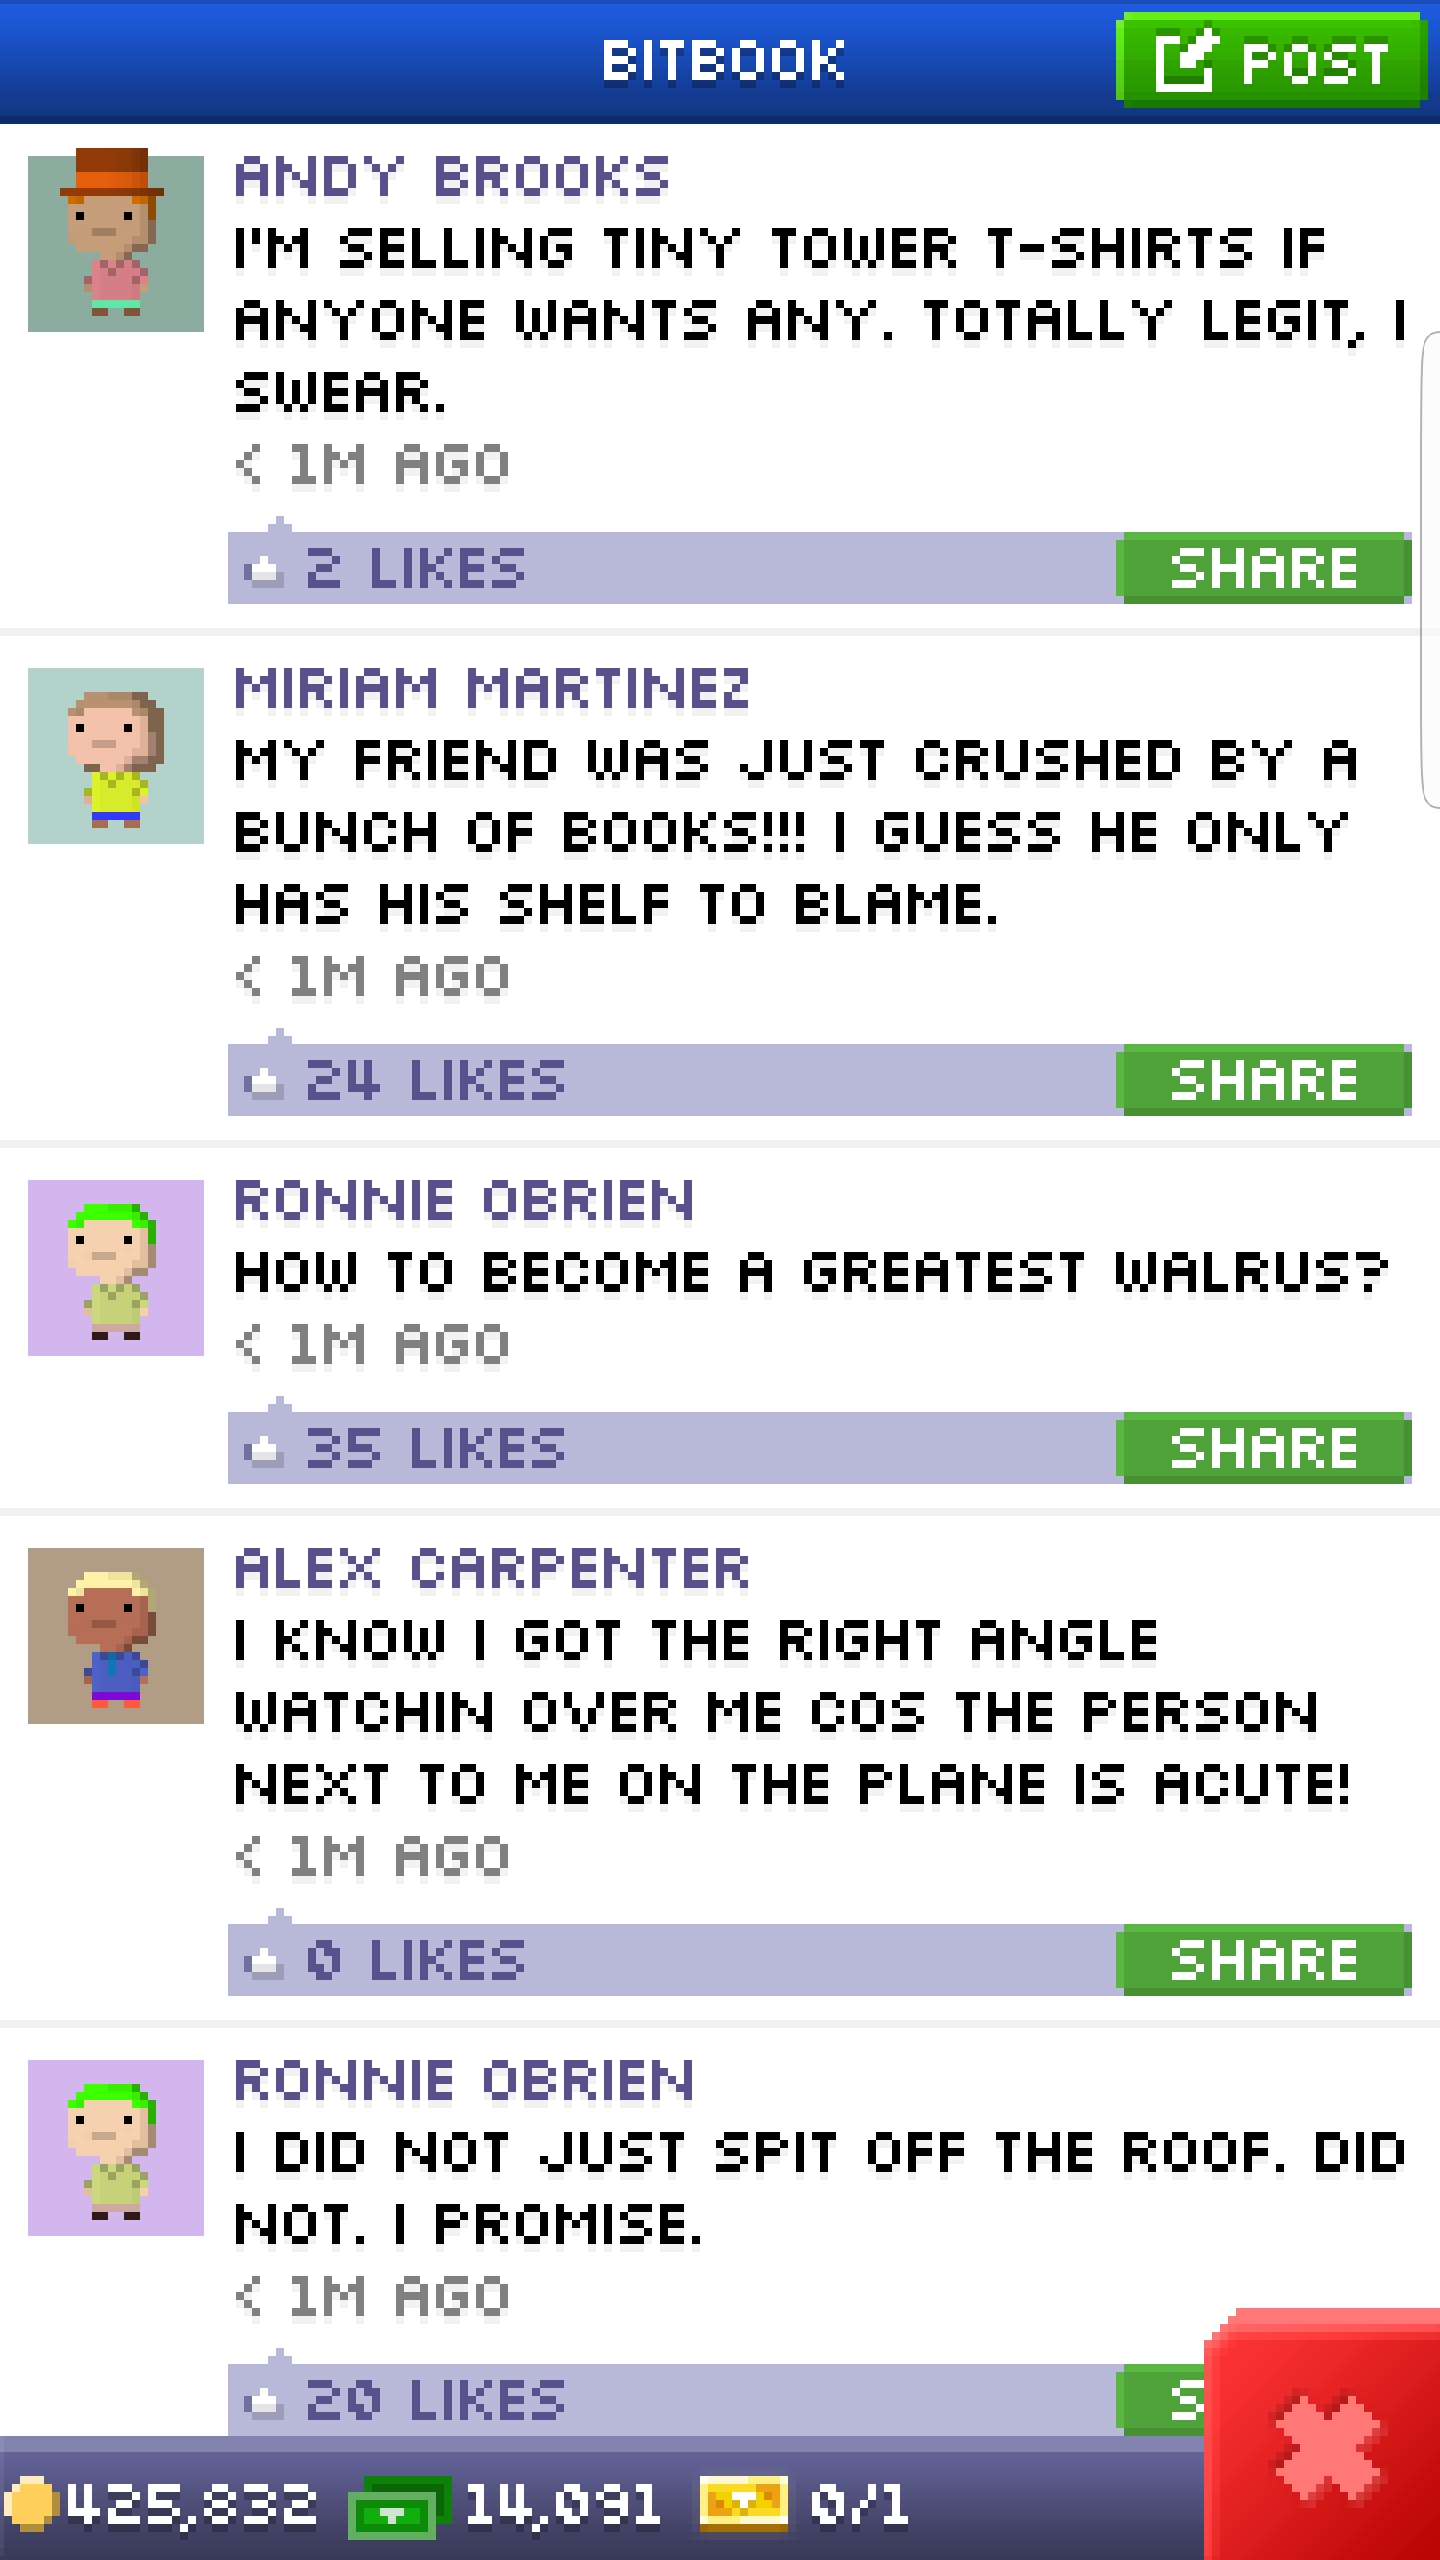 BITBOOK
POST
ANDY BROOKS
I'M SELLING TINY TOWER T-SHIRTS IF
ANYONE WANTS ANY. TOTALLY LEGIT, I
SWEAR.
< 1M AGO
2 LIKES
SHARE
MIRIAM MARTINEZ
MY FRIEND WAS JUST CRUSHED BY A
BUNCH OF BOOKS!!! I GUESS HE ONLY
HAS HIS SHELF TO BLAME.
< 1M AGO
24 LIKES
SHARE
RONNIE OBRIEN
HOW TO BECOME A GREATEST WALRUS?
< 1M AGO
35 LIKES
SHARE
ALEX CARPENTER
I KNOW I GOT THE RIGHT ANGLE
WATCHIN OVER ME COS THE PERSON
NEXT TO ME ON THE PLANE IS ACUTE!
< 1M AGO
0 LIKES
SHARE
RONNIE OBRIEN
I DID NOT JUST SPIT OFF THE ROOF. DID
NOT. I PROMISE.
< 1M AGO
20 LIKES
S
425,832
14,091
0/1